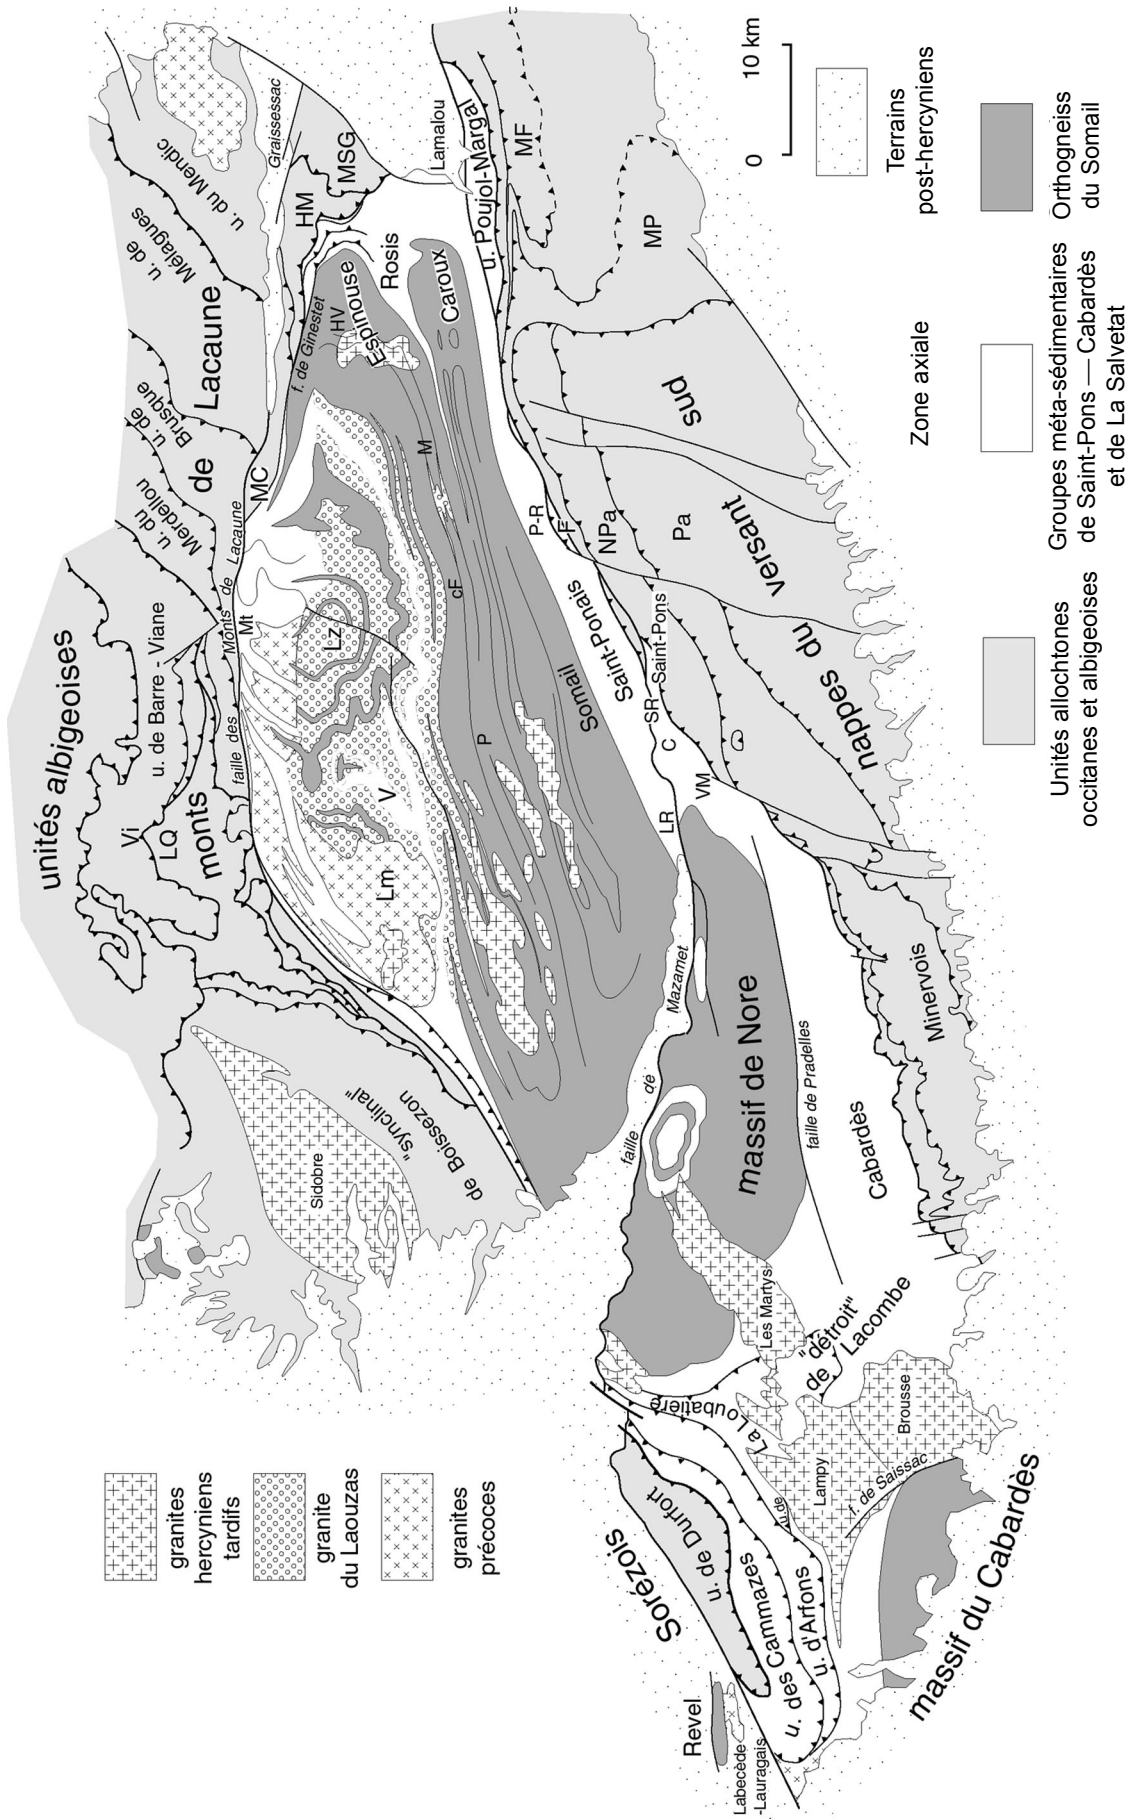 unités albigeoises
u. de Barre - Viane
Vi
LQ
monts
de
Lacaune
u. du
Merdellou
u. de
Brusque
u. de
Mélagues
u. du Mendic
Graissessac
faille des
Monts de Lacaune
Mt
MC
HM
MSG
Lamalou
f. de Ginestet
HV
Espinouse
Rosis
Caroux
u. Poujol-Margal
MF
MP
Lz
V
Lm
M
cF
P
Somail
Saint-Ponais
Saint-Pons
SR
C
LR
VM
P-R
F
NPa
Pa
nappes du
versant
sud
Sidobre
"synclinal"
de Boissezon
faille de
Mazamet
massif de Nore
faille de Pradelles
Cabardès
Minervois
Les Martys
"détroit"
de Lacombe
u. de
La Loubatière
Lampy
Brousse
f. de Saissac
Sorézois
u. de Durfort
u. des Cammazes
u. d'Arfons
Revel
Labecède
-Lauragais
massif du Cabardès
granites
hercyniens
tardifs
granite
du Laouzas
granites
précoces
0
10 km
Terrains
post-hercyniens
Zone axiale
Orthogneiss
du Somail
Groupes méta-sédimentaires
de Saint-Pons — Cabardès
et de La Salvetat
Unités allochtones
occitanes et albigeoises